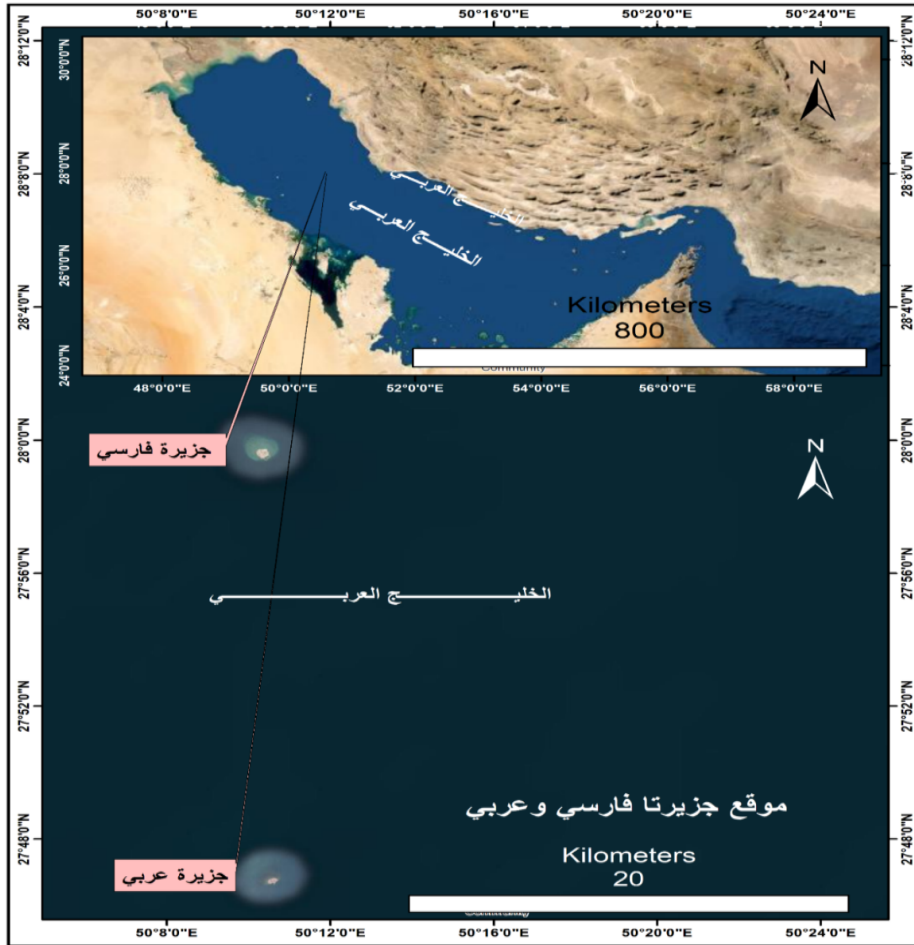 50°8'0"E 50°12'0"E 50°16'0"E 50°20'0"E 50°24'0"E
28°12'0"N 28°12'0"N
30°0'0"N
N
28°8'0"N 28°0'0"N 28°8'0"N
الخليج العربي
الخليج العربي
26°0'0"N
28°4'0"N 28°4'0"N
Kilometers
800
24°0'0"N
Community
48°0'0"E 50°0'0"E 52°0'0"E 54°0'0"E 56°0'0"E 58°0'0"E
28°0'0"N 28°0'0"N
جزيرة فارسي
N
27°56'0"N 27°56'0"N
الخليج العربي
27°52'0"N 27°52'0"N
موقع جزيرتا فارسي وعربي
27°48'0"N 27°48'0"N
Kilometers
20
جزيرة عربي
50°8'0"E 50°12'0"E 50°16'0"E 50°20'0"E 50°24'0"E